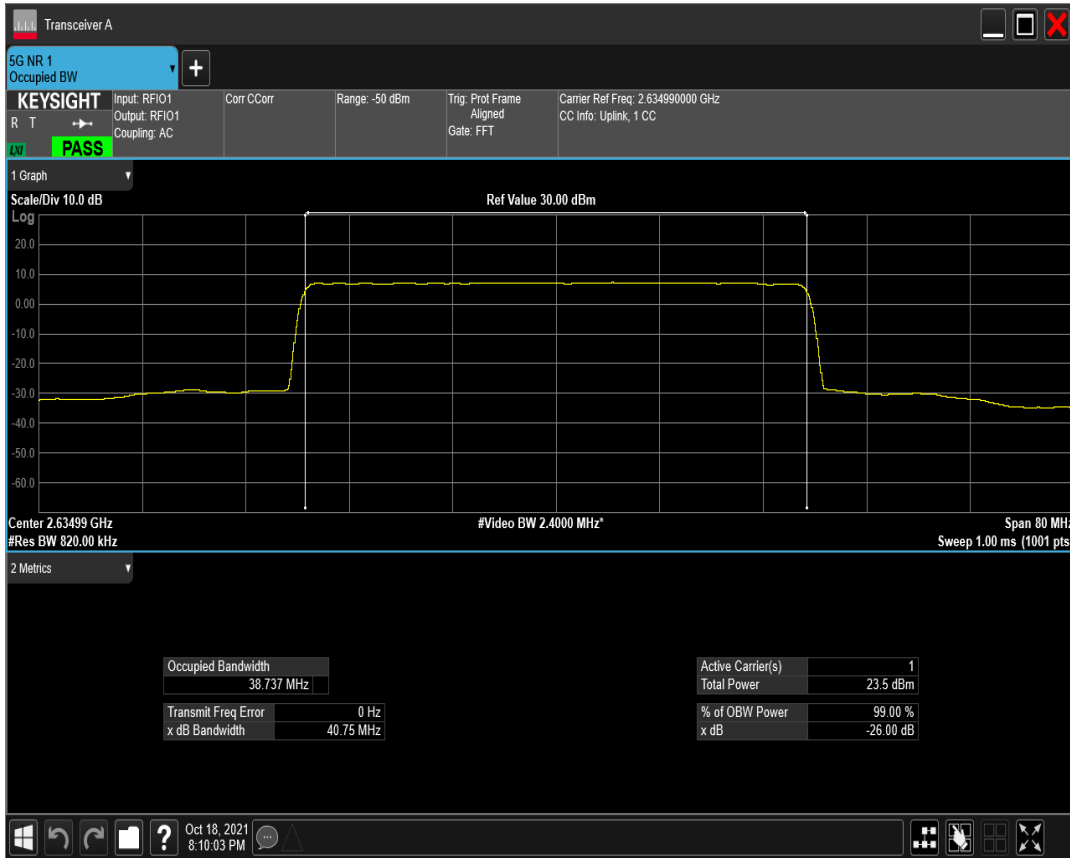 Transceiver A
5G NR 1
Occupied BW
+
KEYSIGHT
R T
LXI
PASS
Input: RFIO1
Output: RFIO1
Coupling: AC
Corr CCorr
Range: -50 dBm
Trig: Prot Frame
Aligned
Gate: FFT
Carrier Ref Freq: 2.634990000 GHz
CC Info: Uplink, 1 CC
1 Graph
Scale/Div 10.0 dB
Ref Value 30.00 dBm
Log
20.0
10.0
0.00
-10.0
-20.0
-30.0
-40.0
-50.0
-60.0
Center 2.63499 GHz
#Video BW 2.4000 MHz*
Span 80 MHz
#Res BW 820.00 kHz
Sweep 1.00 ms (1001 pts
2 Metrics
Occupied Bandwidth
38.737 MHz
Transmit Freq Error 0 Hz
x dB Bandwidth 40.75 MHz
Active Carrier(s) 1
Total Power 23.5 dBm
% of OBW Power 99.00 %
x dB -26.00 dB
?
Oct 18, 2021
8:10:03 PM